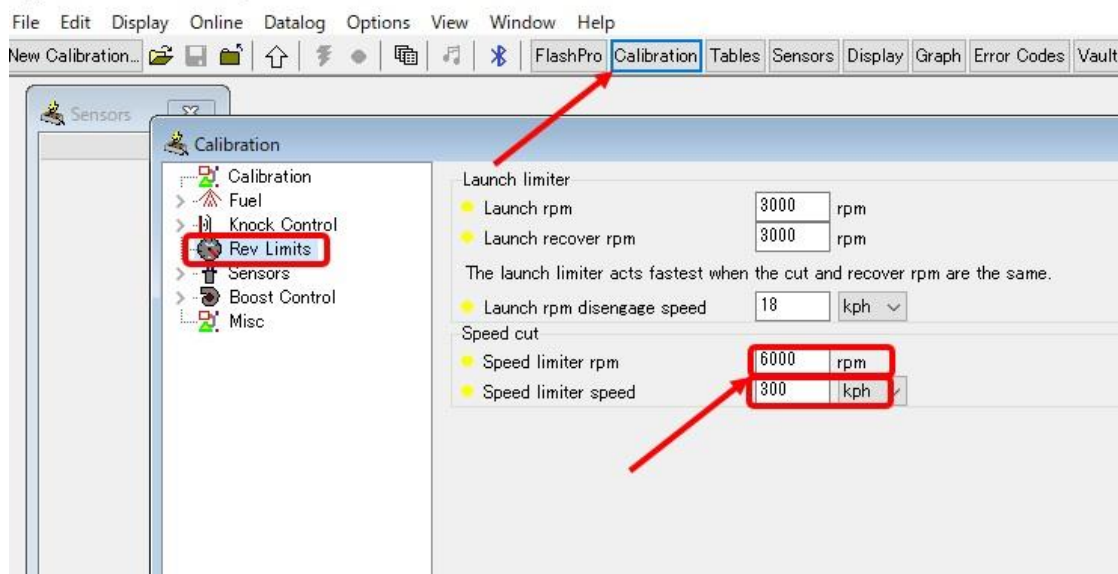 File Edit Display Online Datalog Options View Window Help
New Calibration... FlashPro Calibration Tables Sensors Display Graph Error Codes Vault
Sensors
Calibration
Calibration
Fuel
Knock Control
Rev Limits
Sensors
Boost Control
Misc
Launch limiter
Launch rpm 3000 rpm
Launch recover rpm 3000 rpm
The launch limiter acts fastest when the cut and recover rpm are the same.
Launch rpm disengage speed 18 kph
Speed cut
Speed limiter rpm 6000 rpm
Speed limiter speed 300 kph